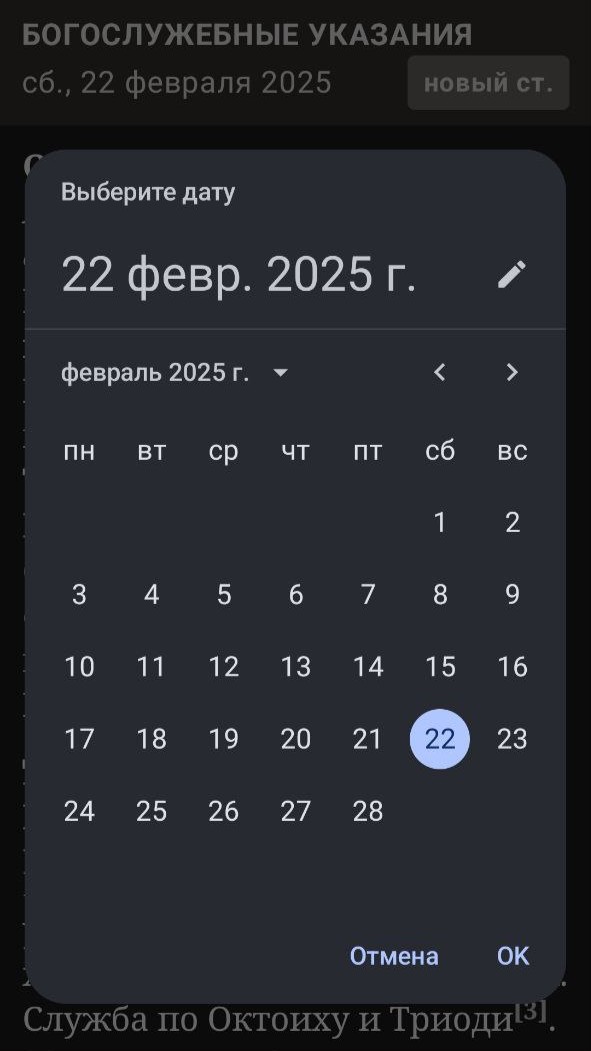 БОГОСЛУЖЕБНЫЕ УКАЗАНИЯ
сб., 22 февраля 2025
новый ст.
Выберите дату
22 февр. 2025 г.
февраль 2025 г.
пн вт ср чт пт сб вс
1 2
3 4 5 6 7 8 9
10 11 12 13 14 15 16
17 18 19 20 21 22 23
24 25 26 27 28
Отмена OK
Служба по Октоиху и Триоди[3].